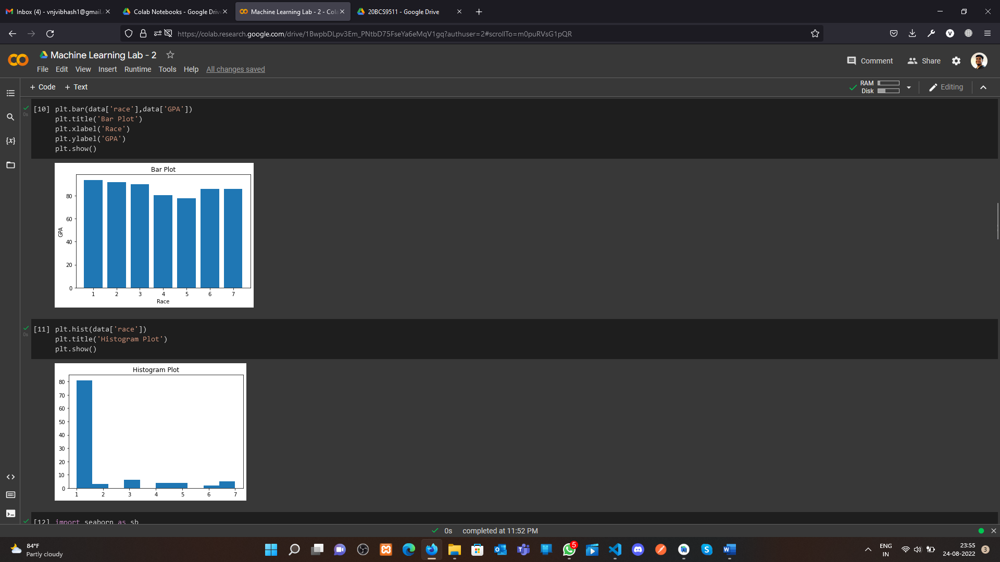 Inbox (4) - vnjvibhash1@gmail.
Colab Notebooks - Google Driv
Machine Learning Lab - 2 - Cola
20BCS9511 - Google Drive
https://colab.research.google.com/drive/1BwpbDLpv3Em_PNtbD75FseYa6eMqV1gq?authuser=2#scrollTo=m0puRVsG1pQR
V
Machine Learning Lab - 2
File Edit View Insert Runtime Tools Help All changes saved
Comment Share
+ Code + Text
RAM
Disk
Editing
{x}
0s
[10] plt.bar(data['race'],data['GPA'])
plt.title('Bar Plot')
plt.xlabel('Race')
plt.ylabel('GPA')
plt.show()
Bar Plot
80
60
40
20
0
GPA
1 2 3 4 5 6 7
Race
0s
[11] plt.hist(data['race'])
plt.title('Histogram Plot')
plt.show()
Histogram Plot
80
70
60
50
40
30
20
10
0
1 2 3 4 5 6 7
[12] import seaborn as sb
0s completed at 11:52 PM
84°F
Partly cloudy
5
ENG
IN
23:55
24-08-2022
3